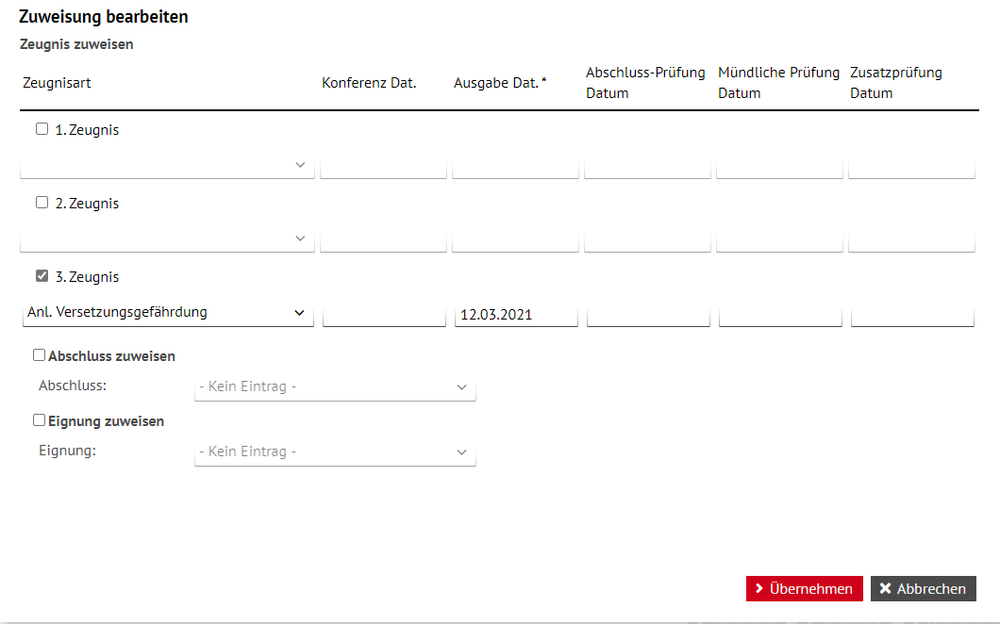 Zuweisung bearbeiten
Zeugnis zuweisen
Zeugnisart Konferenz Dat. Ausgabe Dat. * Abschluss-Prüfung Datum Mündliche Prüfung Datum Zusatzprüfung Datum
1. Zeugnis
2. Zeugnis
3. Zeugnis
Anl. Versetzungsgefährdung 12.03.2021
Abschluss zuweisen
Abschluss: - Kein Eintrag -
Eignung zuweisen
Eignung: - Kein Eintrag -
Übernehmen Abbrechen